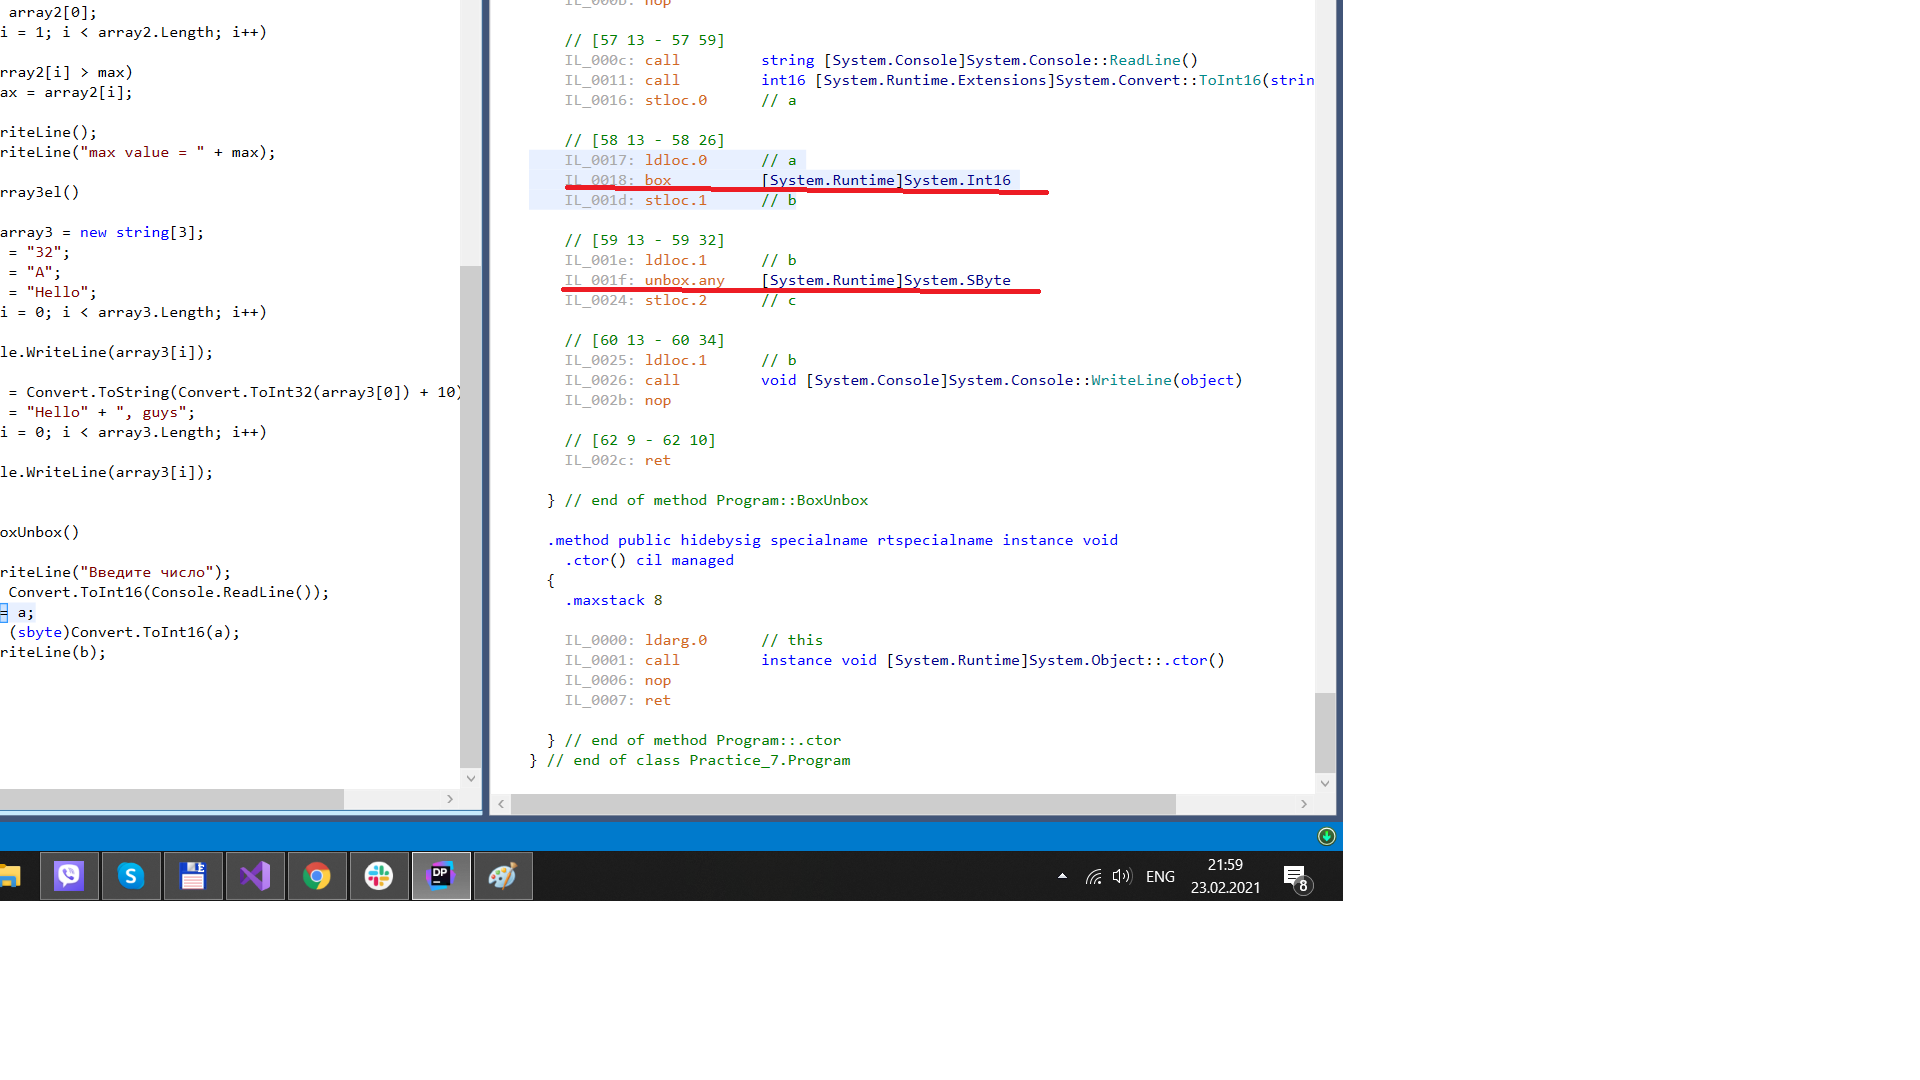 array2[0];
i = 1; i < array2.Length; i++)
rray2[i] > max)
ax = array2[i];
riteLine();
riteLine("max value = " + max);
rray3el()
array3 = new string[3];
= "32";
= "A";
= "Hello";
i = 0; i < array3.Length; i++)
le.WriteLine(array3[i]);
= Convert.ToString(Convert.ToInt32(array3[0]) + 10)
= "Hello" + ", guys";
i = 0; i < array3.Length; i++)
le.WriteLine(array3[i]);
oxUnbox()
riteLine("Введите число");
Convert.ToInt16(Console.ReadLine());
= a;
(sbyte)Convert.ToInt16(a);
riteLine(b);
IL_000b: nop
// [57 13 - 57 59]
IL_000c: call string [System.Console]System.Console::ReadLine()
IL_0011: call int16 [System.Runtime.Extensions]System.Convert::ToInt16(strin
IL_0016: stloc.0 // a
// [58 13 - 58 26]
IL_0017: ldloc.0 // a
IL_0018: box [System.Runtime]System.Int16
IL_001d: stloc.1 // b
// [59 13 - 59 32]
IL_001e: ldloc.1 // b
IL_001f: unbox.any [System.Runtime]System.SByte
IL_0024: stloc.2 // c
// [60 13 - 60 34]
IL_0025: ldloc.1 // b
IL_0026: call void [System.Console]System.Console::WriteLine(object)
IL_002b: nop
// [62 9 - 62 10]
IL_002c: ret
} // end of method Program::BoxUnbox
.method public hidebysig specialname rtspecialname instance void
.ctor() cil managed
{
.maxstack 8
IL_0000: ldarg.0 // this
IL_0001: call instance void [System.Runtime]System.Object::.ctor()
IL_0006: nop
IL_0007: ret
} // end of method Program::.ctor
} // end of class Practice_7.Program
DP
ENG
21:59
23.02.2021
8